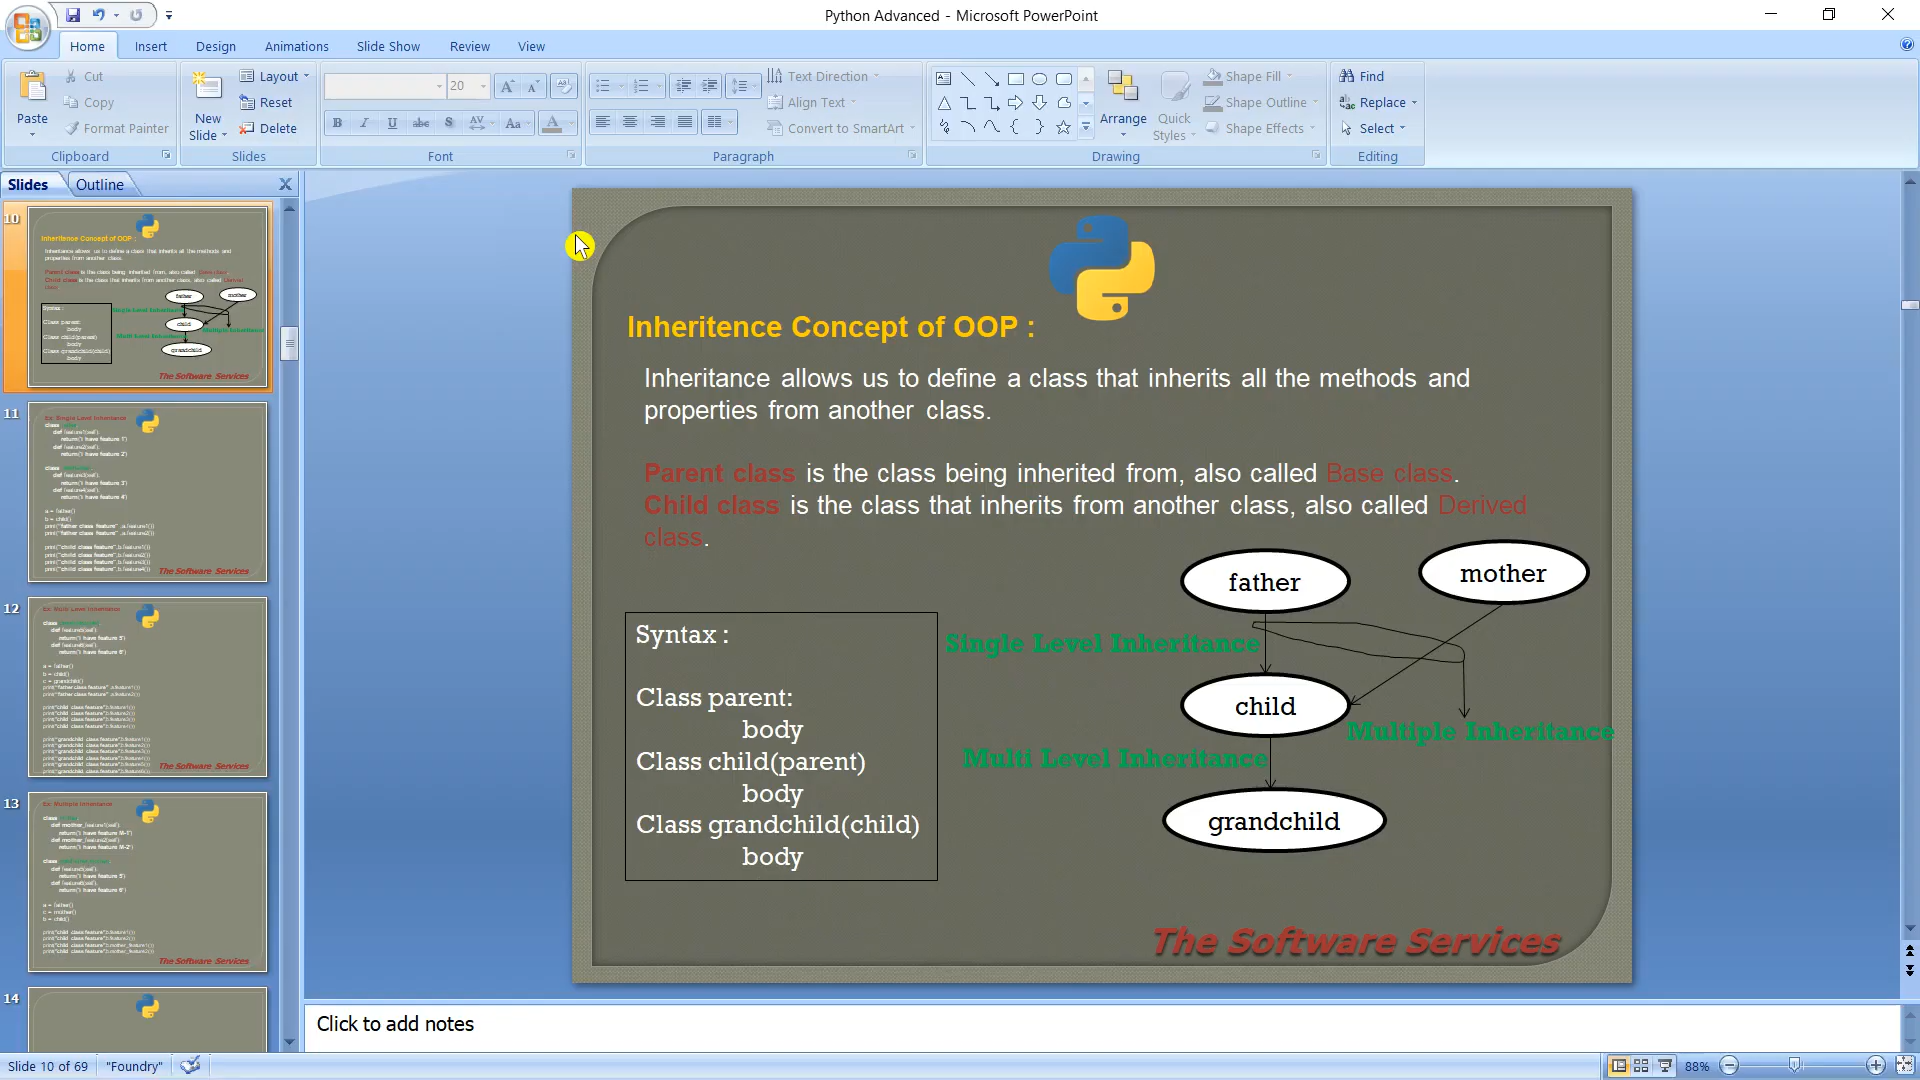 Python Advanced - Microsoft PowerPoint
Home Insert Design Animations Slide Show Review View
Paste
Cut
Copy
Format Painter
Clipboard
New
Slide
Layout
Reset
Delete
Slides
20
B I U abc S AV Aa A
Font
Text Direction
Align Text
Convert to SmartArt
Paragraph
Arrange
Quick
Styles
Shape Fill
Shape Outline
Shape Effects
Drawing
Find
Replace
Select
Editing
Slides Outline
10
11
12
13
14
Inheritence Concept of OOP :
Inheritance allows us to define a class that inherits all the methods and
properties from another class.
Parent class is the class being inherited from, also called Base class.
Child class is the class that inherits from another class, also called Derived
class.
Syntax :
Class parent:
body
Class child(parent)
body
Class grandchild(child)
body
father
mother
Single Level Inheritance
child
Multiple Inheritance
Multi Level Inheritance
grandchild
The Software Services
Click to add notes
Slide 10 of 69 "Foundry" 88%